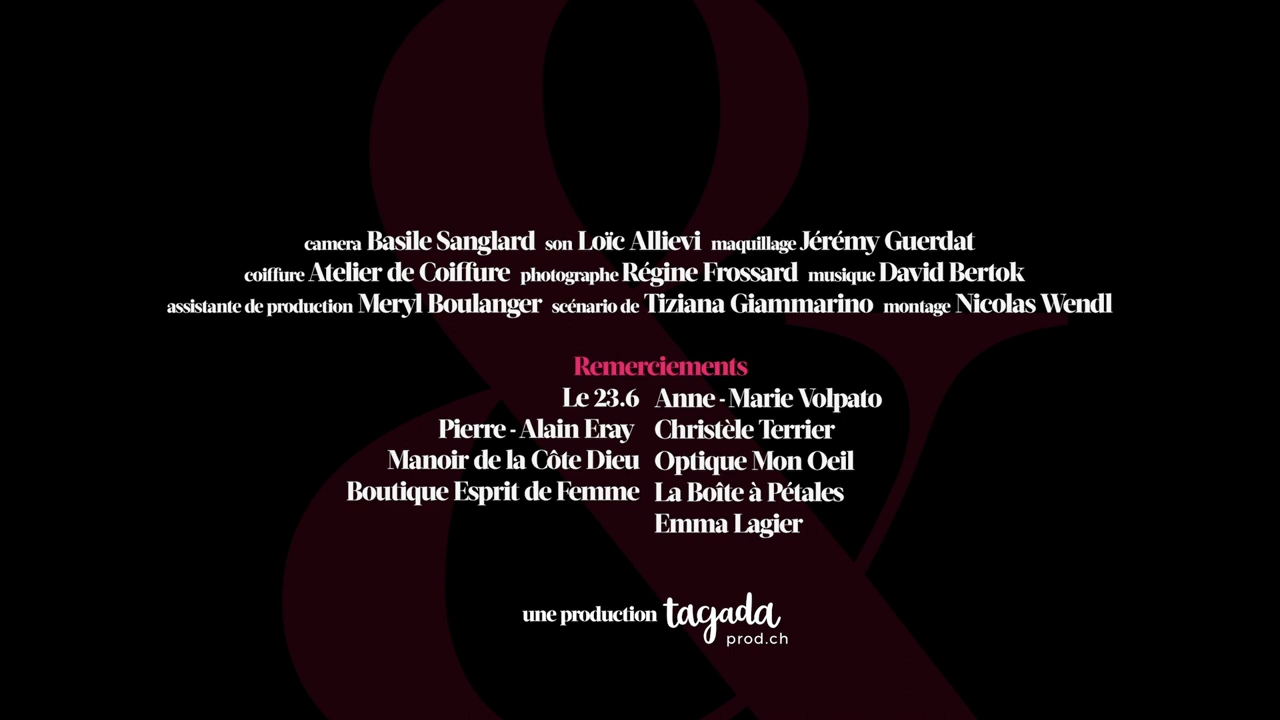 camera Basile Sanglard son Loïc Allievi maquillage Jérémy Guerdat
coiffure Atelier de Coiffure photographe Régine Frossard musique David Bertok
assistante de production Meryl Boulanger scénario de Tiziana Giammarino montage Nicolas Wendl
Remerciements
Le 23.6 Anne-Marie Volpato
Pierre-Alain Eray Christèle Terrier
Manoir de la Côte Dieu Optique Mon Oeil
Boutique Esprit de Femme La Boîte à Pétales
Emma Lagier
une production tagada
prod.ch
&